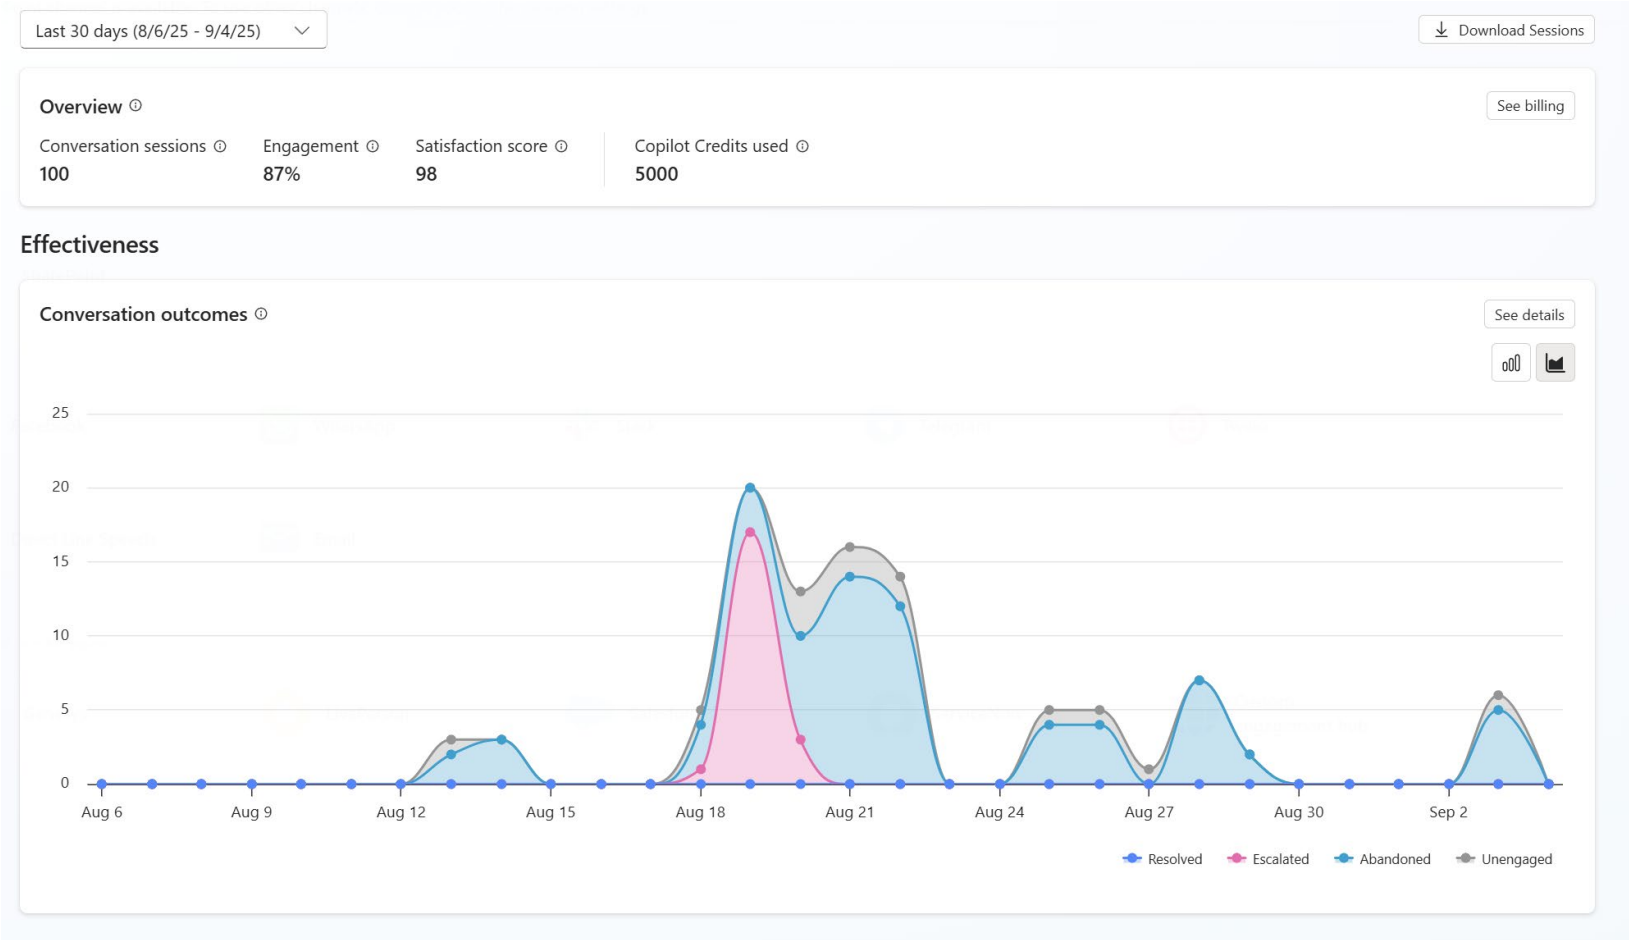 Last 30 days (8/6/25 - 9/4/25)
Download Sessions
Overview
See billing
Conversation sessions
Engagement
Satisfaction score
Copilot Credits used
100
87%
98
5000
Effectiveness
Conversation outcomes
See details
25
20
15
10
5
0
Aug 6 Aug 9 Aug 12 Aug 15 Aug 18 Aug 21 Aug 24 Aug 27 Aug 30 Sep 2
Resolved Escalated Abandoned Unengaged